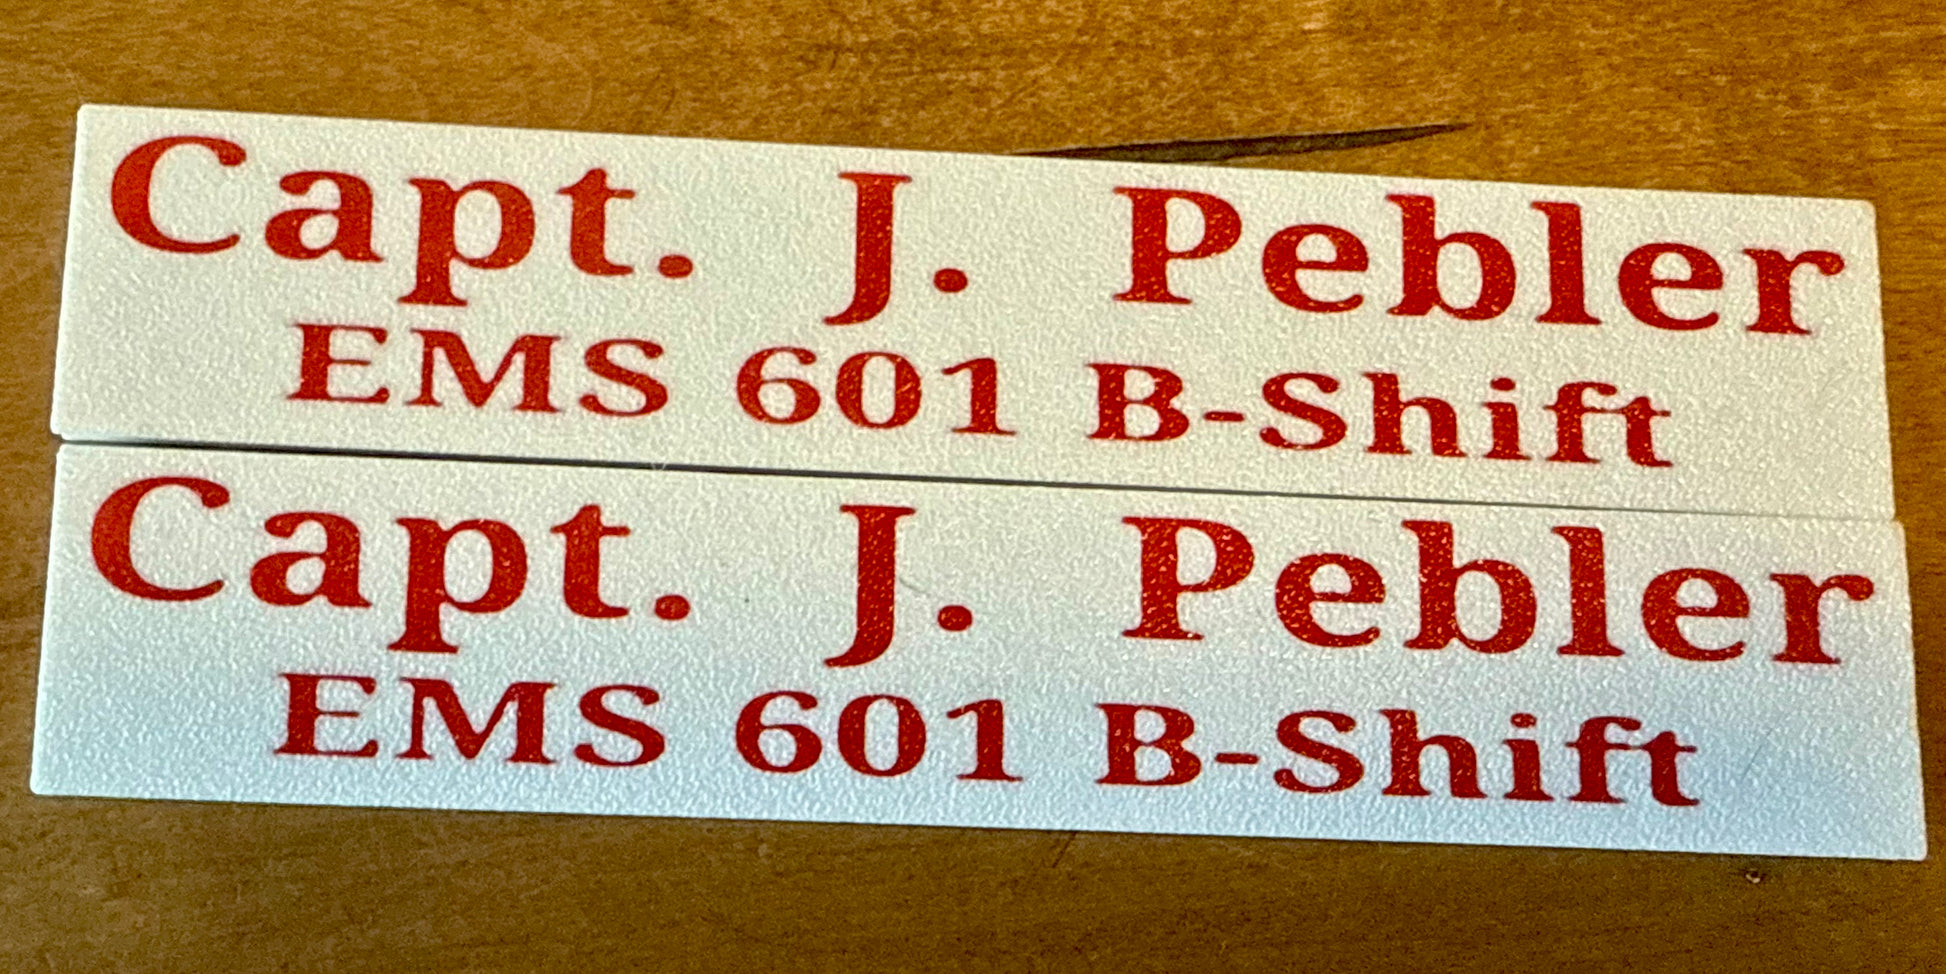 Capt. J. Pebler
EMS 601 B-Shift
Capt. J. Pebler
EMS 601 B-Shift